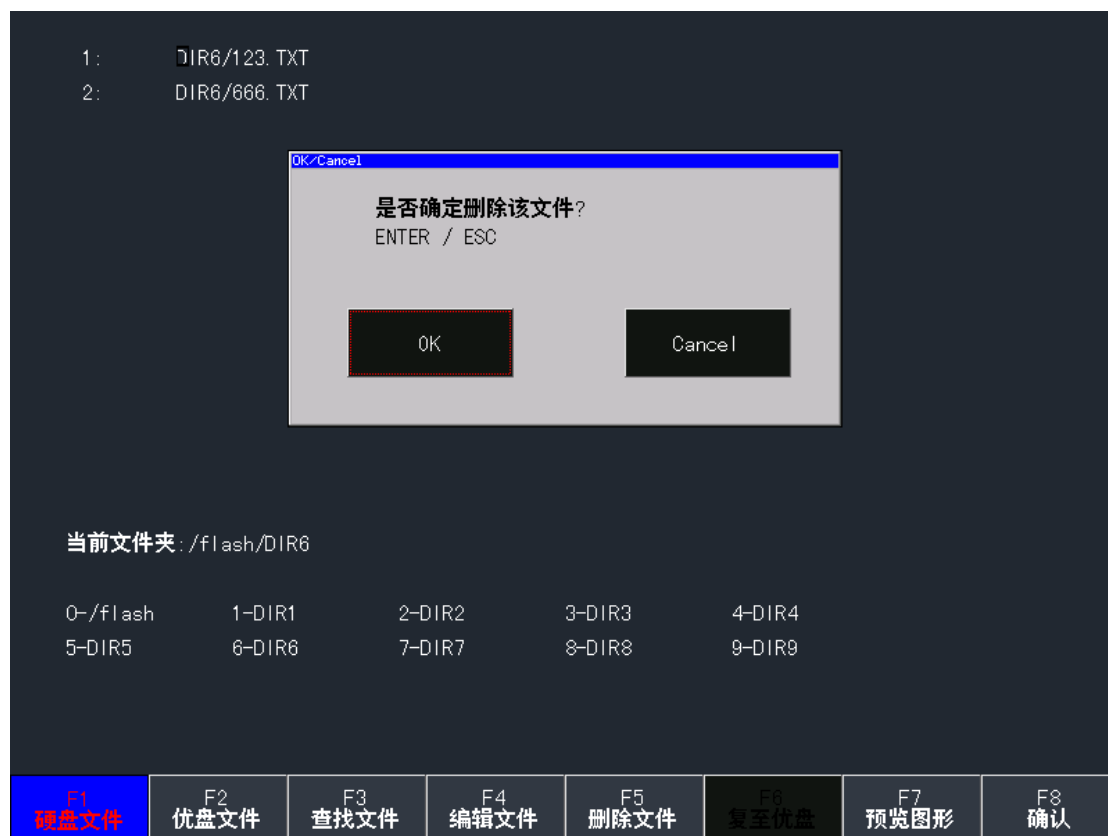 1: DIR6/123.TXT
2: DIR6/666.TXT
OK/Cancel
是否确定删除该文件?
ENTER / ESC
OK Cancel
当前文件夹:/flash/DIR6
0-/flash 1-DIR1 2-DIR2 3-DIR3 4-DIR4
5-DIR5 6-DIR6 7-DIR7 8-DIR8 9-DIR9
F1 F2 F3 F4 F5 F6 F7 F8
硬盘文件 优盘文件 查找文件 编辑文件 删除文件 复至优盘 预览图形 确认